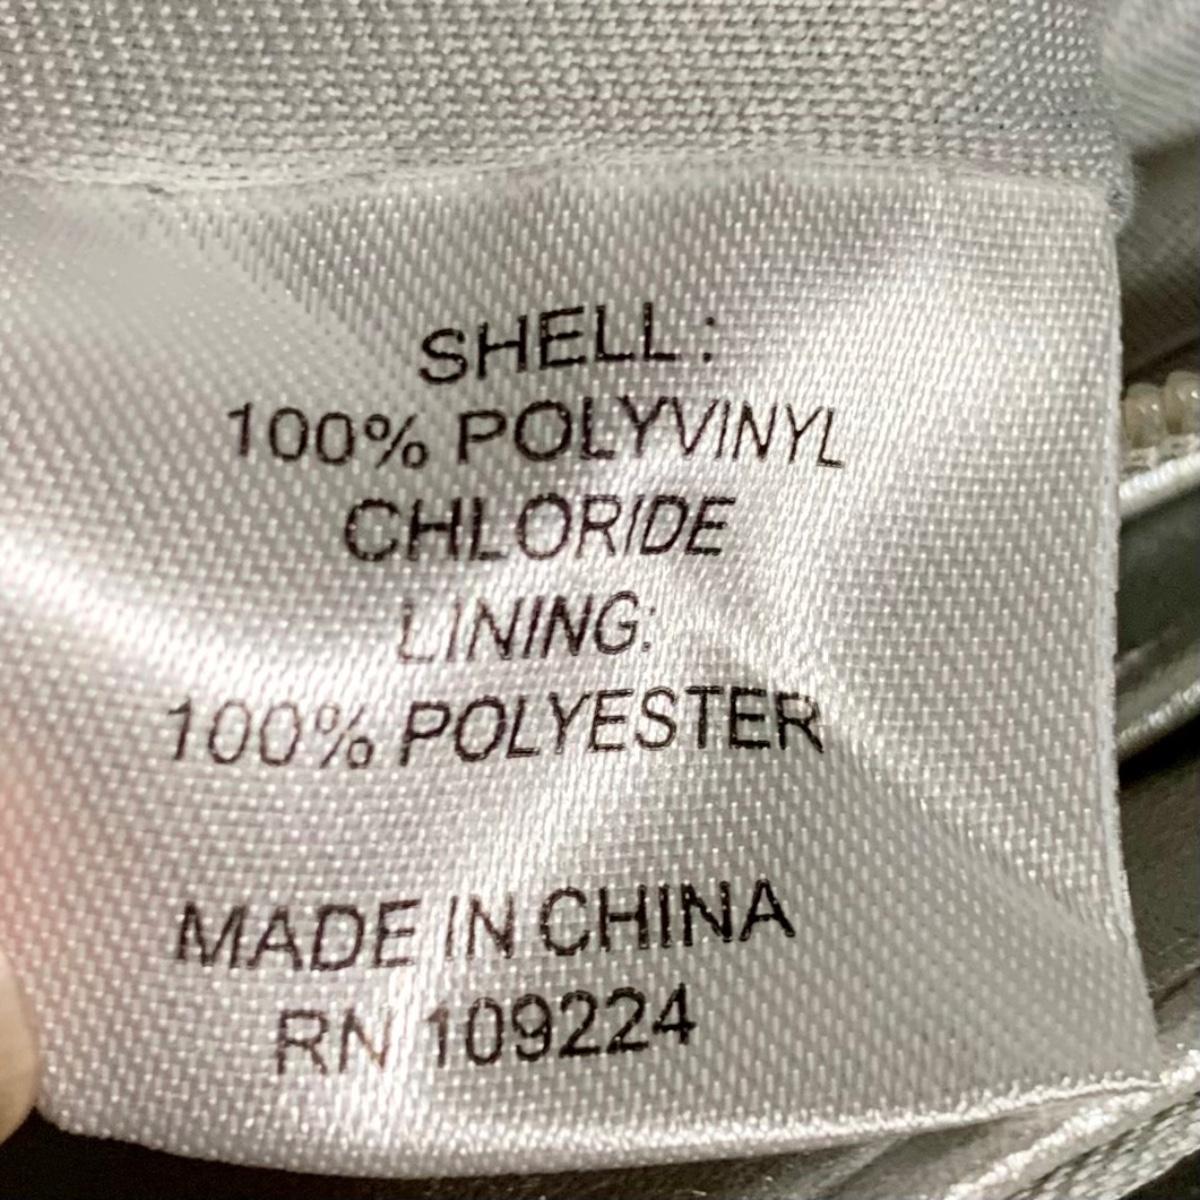 SHELL :
100% POLYVINYL
CHLORIDE
LINING:
100% POLYESTER
MADE IN CHINA
RN 109224